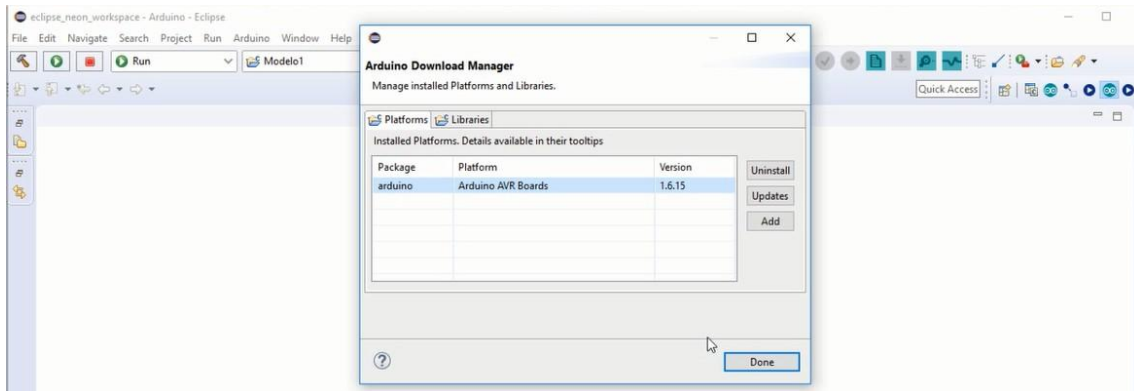 eclipse_neon_workspace - Arduino - Eclipse
File Edit Navigate Search Project Run Arduino Window Help
Run Modelo1
Quick Access
Arduino Download Manager
Manage installed Platforms and Libraries.
Platforms Libraries
Installed Platforms. Details available in their tooltips
Package Platform Version
arduino Arduino AVR Boards 1.6.15
Uninstall
Updates
Add
Done